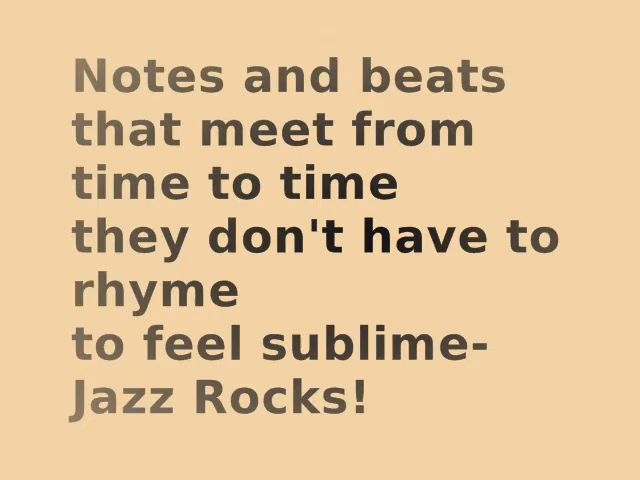 Notes and beats
that meet from
time to time
they don't have to
rhyme
to feel sublime-
Jazz Rocks!